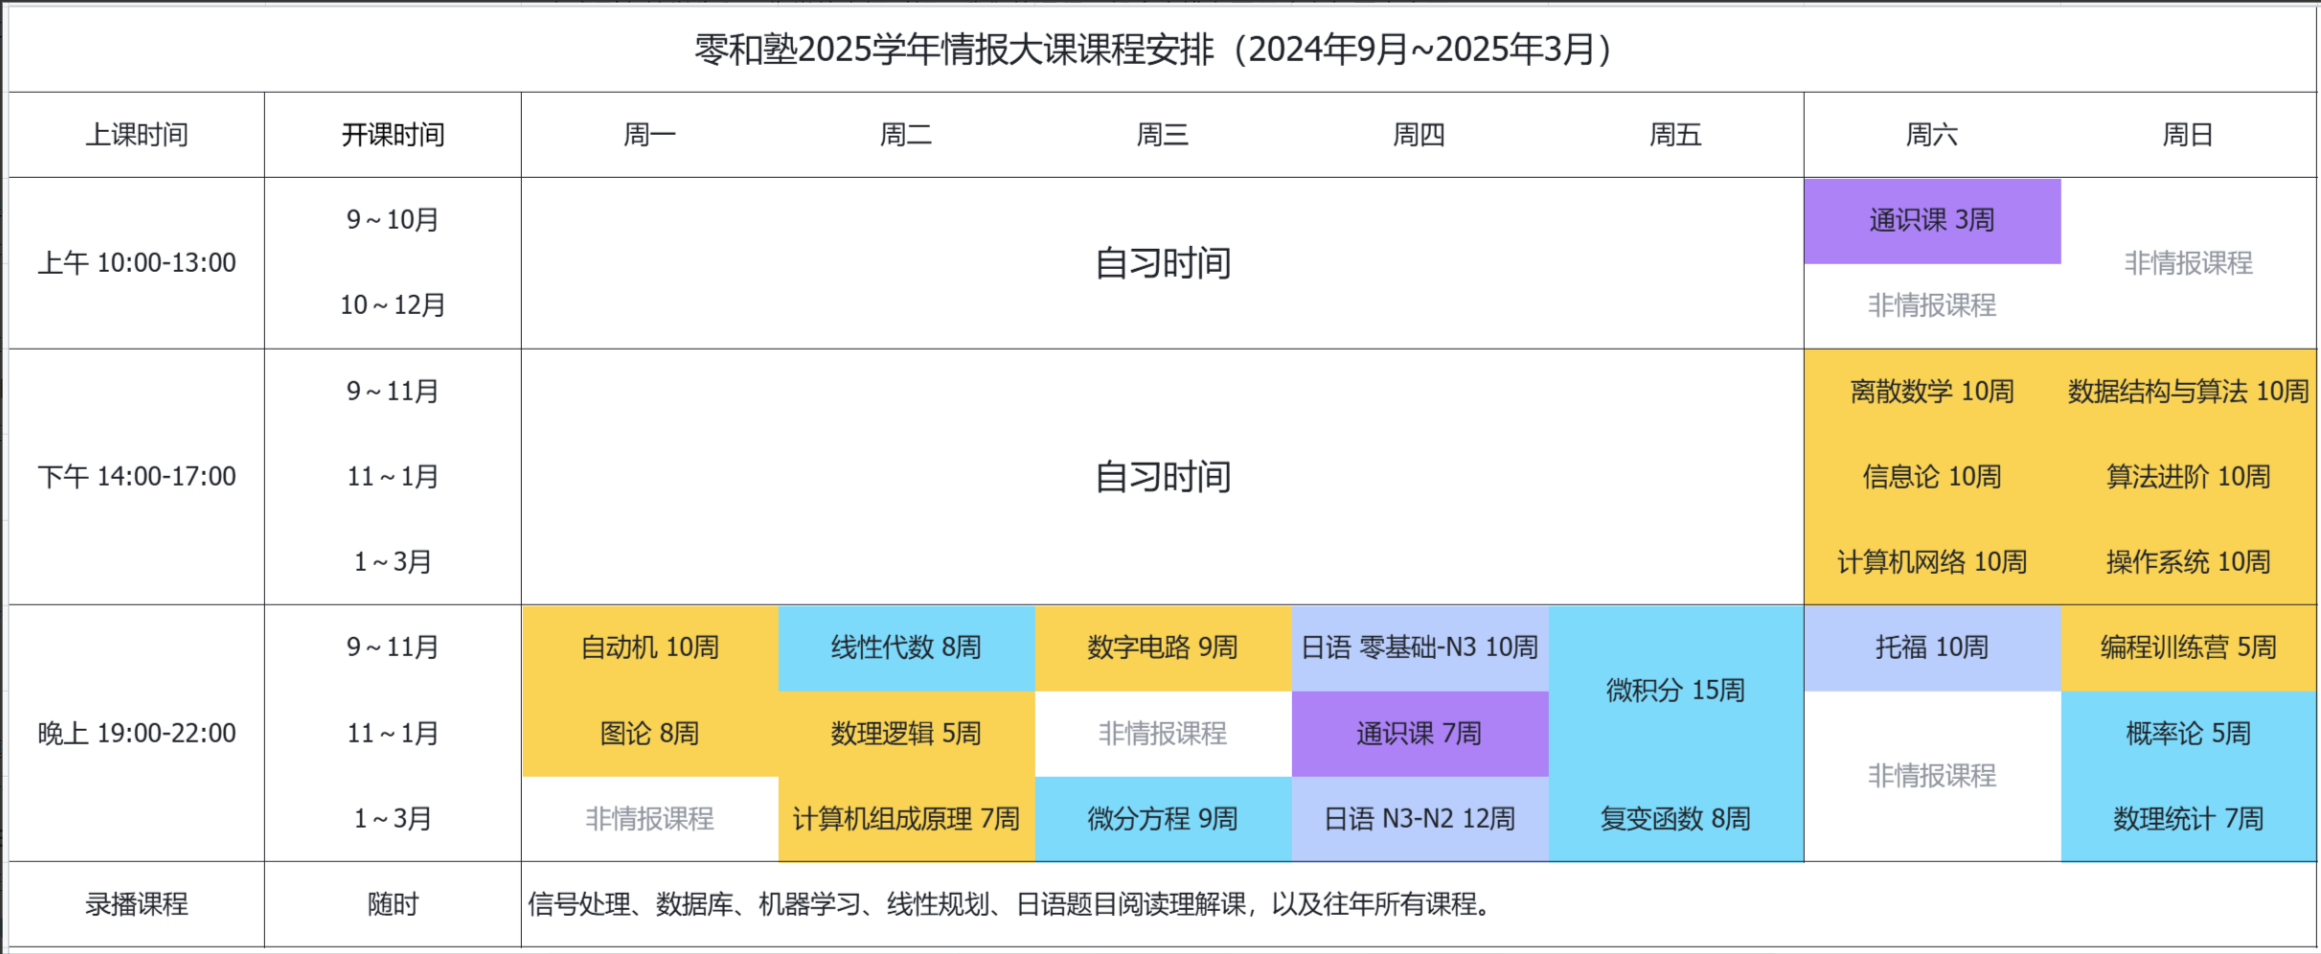 零和塾2025学年情报大课课程安排（2024年9月~2025年3月）
上课时间 开课时间 周一 周二 周三 周四 周五 周六 周日
上午 10:00-13:00
9～10月
10～12月
自习时间
通识课 3周
非情报课程
非情报课程
下午 14:00-17:00
9～11月
11～1月
1～3月
自习时间
离散数学 10周 数据结构与算法 10周
信息论 10周 算法进阶 10周
计算机网络 10周 操作系统 10周
晚上 19:00-22:00
9～11月 自动机 10周 线性代数 8周 数字电路 9周 日语 零基础-N3 10周 微积分 15周 托福 10周 编程训练营 5周
11～1月 图论 8周 数理逻辑 5周 非情报课程 通识课 7周 非情报课程 概率论 5周
1～3月 非情报课程 计算机组成原理 7周 微分方程 9周 日语 N3-N2 12周 复变函数 8周 数理统计 7周
录播课程 随时 信号处理、数据库、机器学习、线性规划、日语题目阅读理解课，以及往年所有课程。